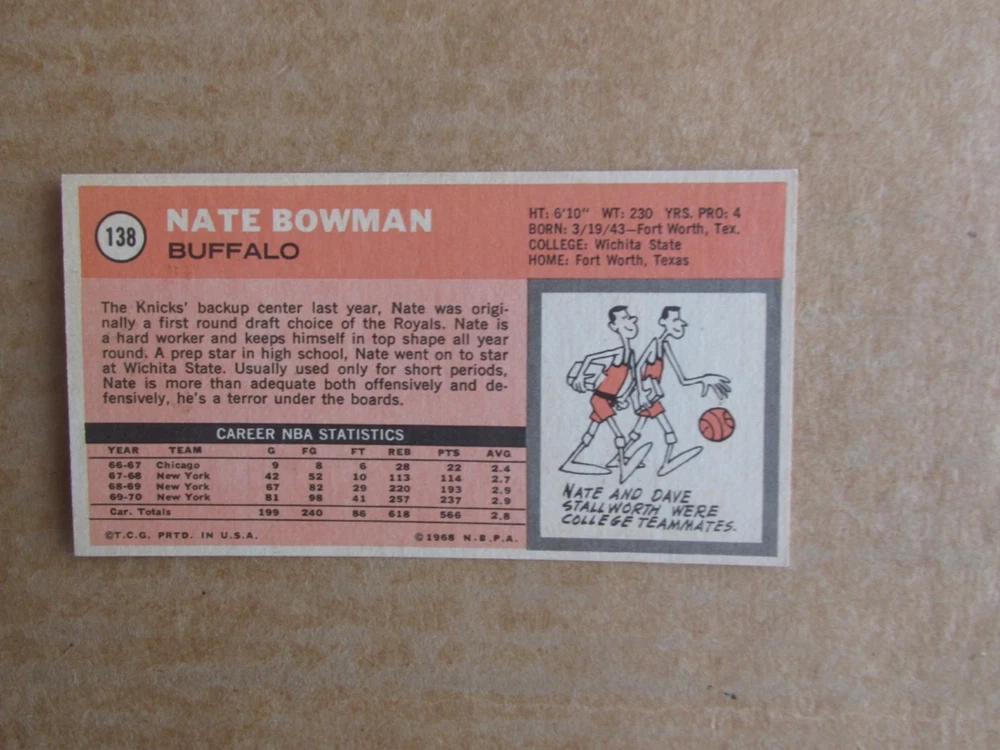 138
NATE BOWMAN
BUFFALO
HT: 6'10" WT: 230 YRS. PRO: 4
BORN: 3/19/43—Fort Worth, Tex.
COLLEGE: Wichita State
HOME: Fort Worth, Texas
The Knicks' backup center last year, Nate was origi-
nally a first round draft choice of the Royals. Nate is
a hard worker and keeps himself in top shape all year
round. A prep star in high school, Nate went on to star
at Wichita State. Usually used only for short periods,
Nate is more than adequate both offensively and de-
fensively, he's a terror under the boards.
CAREER NBA STATISTICS
YEAR TEAM G FG FT REB PTS AVG
66-67 Chicago 9 8 6 28 22 2.4
67-68 New York 42 52 10 113 114 2.7
68-69 New York 67 82 29 220 193 2.9
69-70 New York 81 98 41 257 237 2.9
Car. Totals 199 240 86 618 566 2.8
©T.C.G. PRTD. IN U.S.A. ©1968 N.B.P.A.
NATE AND DAVE
STALLWORTH WERE
COLLEGE TEAMMATES.